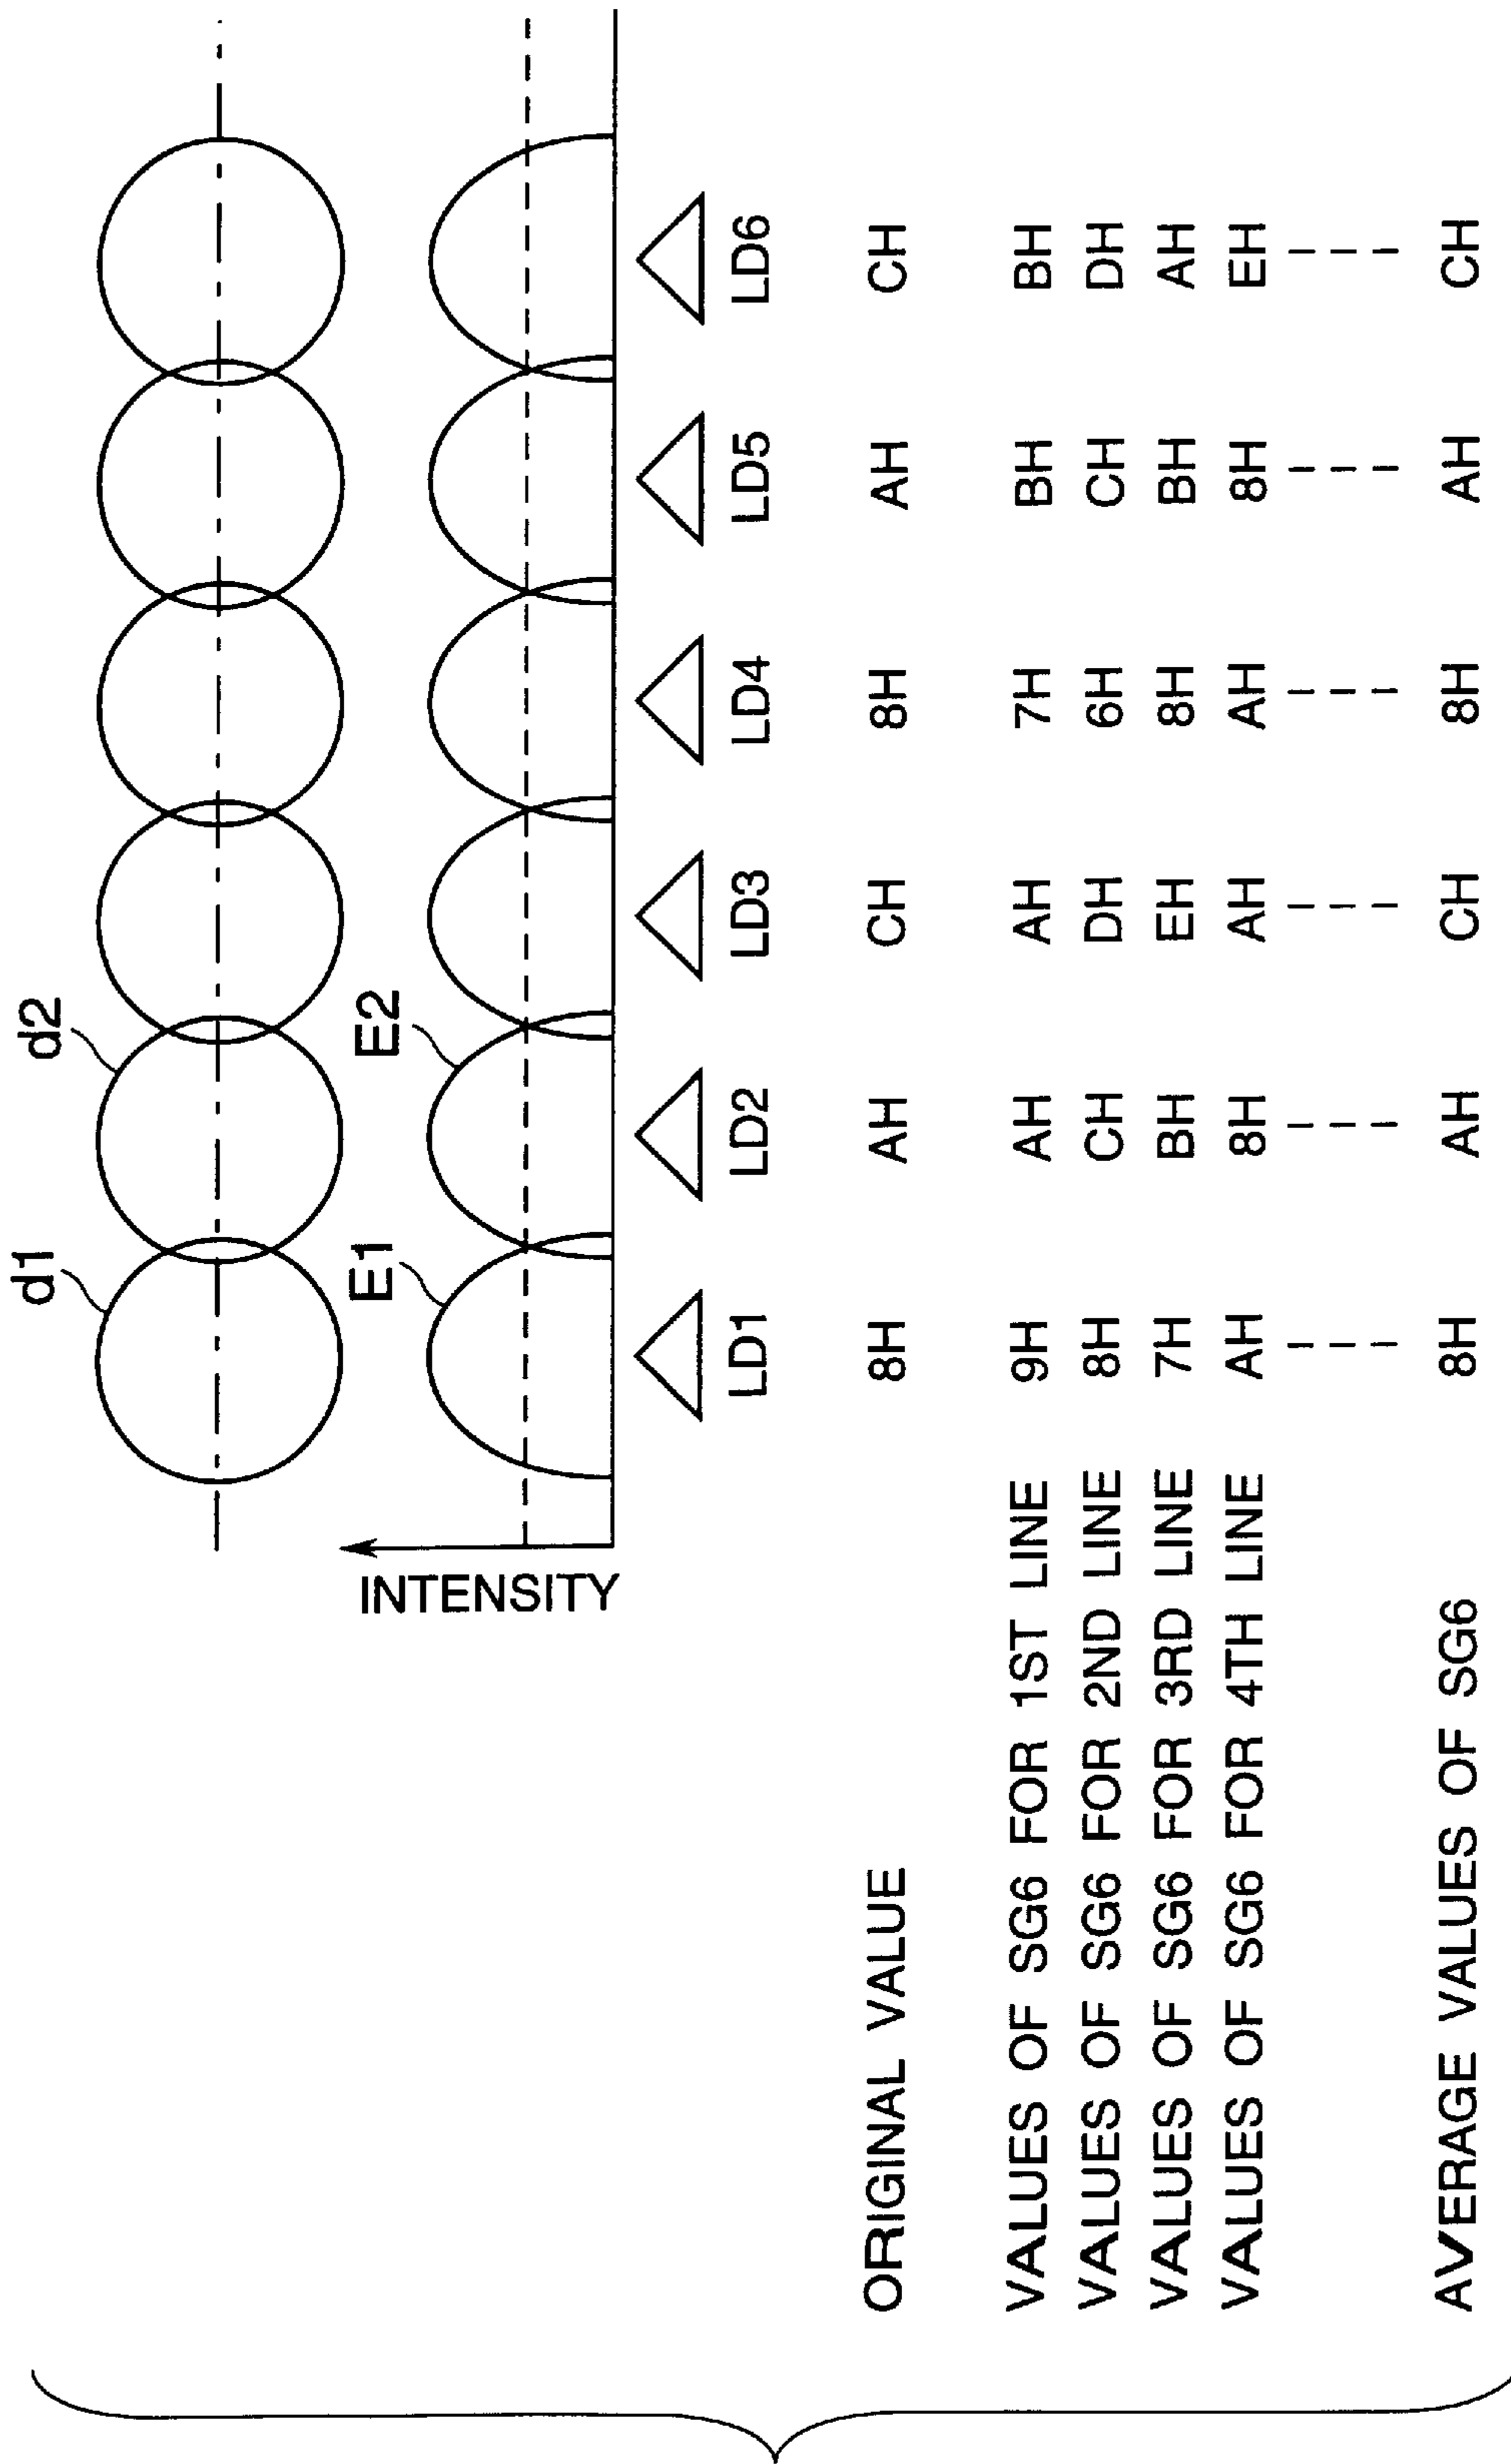 d1 d2
E1 E2
INTENSITY
LD1 LD2 LD3 LD4 LD5 LD6
ORIGINAL VALUE 8H AH CH 8H AH CH
VALUES OF SG6 FOR 1ST LINE 9H AH AH 7H BH BH
VALUES OF SG6 FOR 2ND LINE 8H CH DH 6H CH DH
VALUES OF SG6 FOR 3RD LINE 7H BH EH 8H BH AH
VALUES OF SG6 FOR 4TH LINE AH 8H AH AH 8H EH
AVERAGE VALUES OF SG6 8H AH CH 8H AH CH